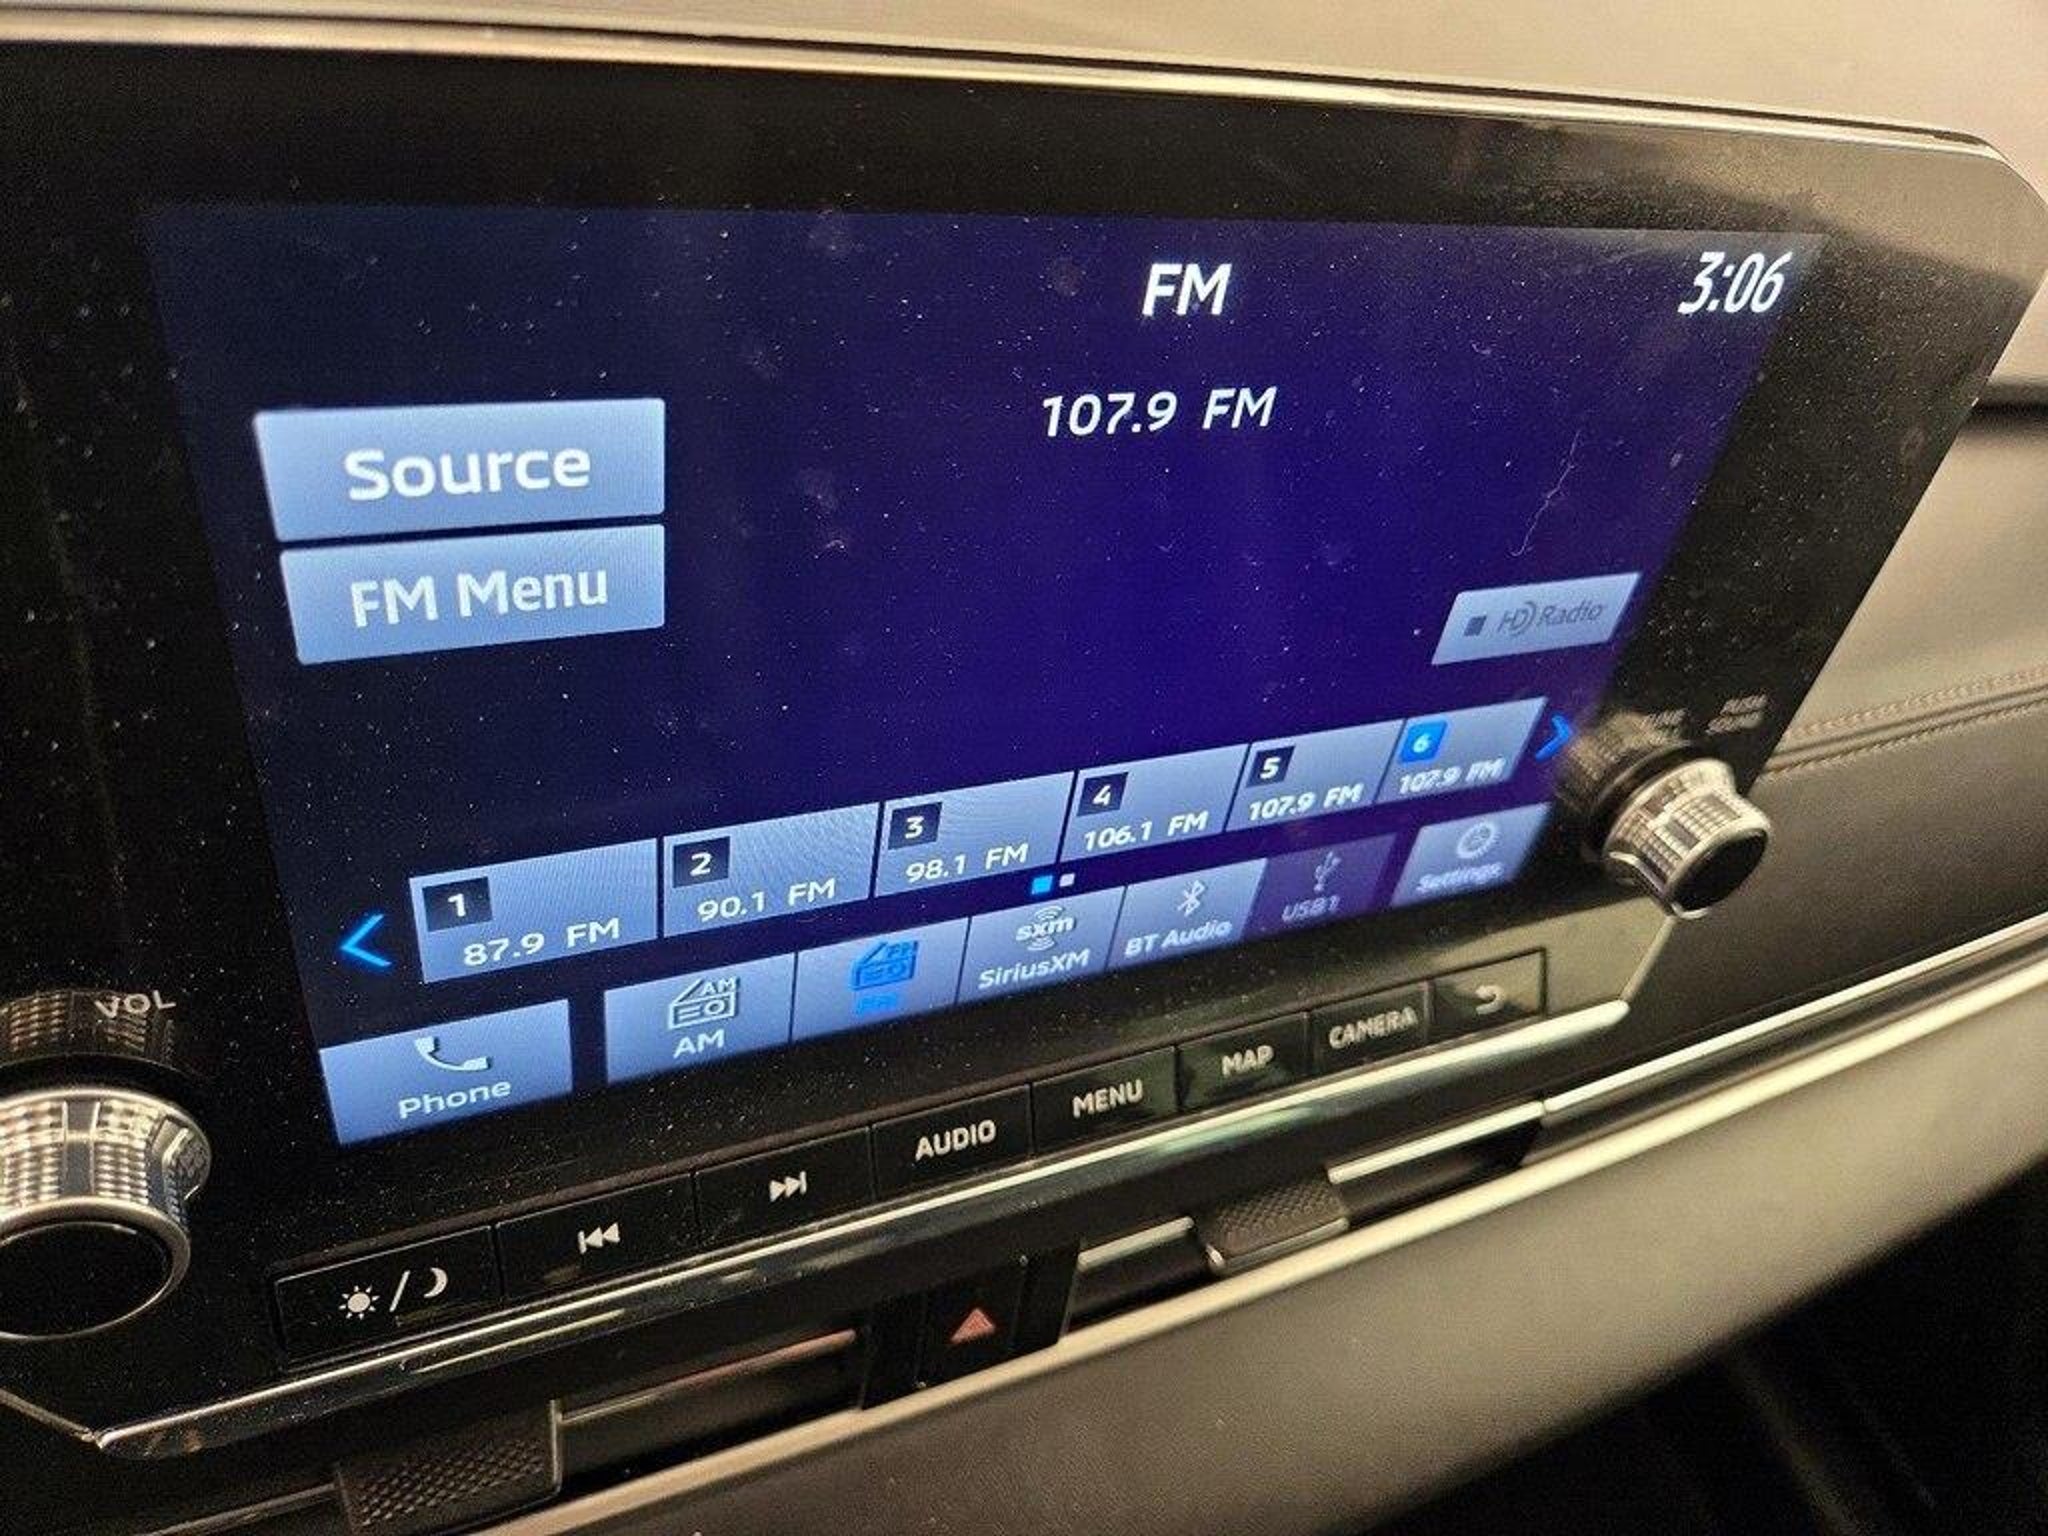 FM
3:06
107.9 FM
Source
FM Menu
HD Radio
1
87.9 FM
2
90.1 FM
3
98.1 FM
4
106.1 FM
5
107.9 FM
6
107.9 FM
VOL
Phone
AM
AM
FM
FM
sxm
SiriusXM
BT Audio
USB1
Settings
AUDIO
MENU
MAP
CAMERA